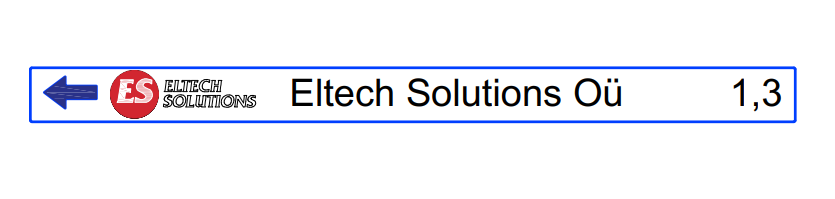 ES ELTECH
SOLUTIONS
Eltech Solutions Oü 1,3